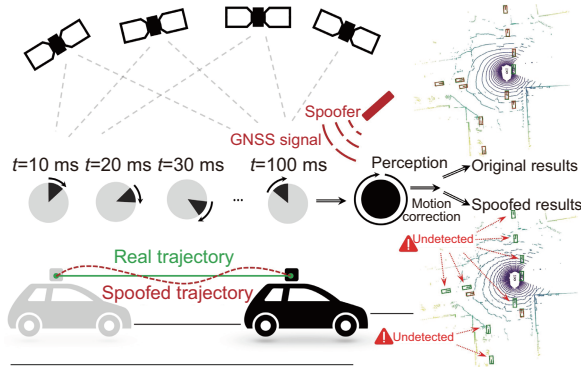 Spoofer
GNSS signal
t=10 ms
t=20 ms
t=30 ms
...
t=100 ms
Perception
Motion
correction
Original results
Spoofed results
Undetected
Real trajectory
Spoofed trajectory
Undetected